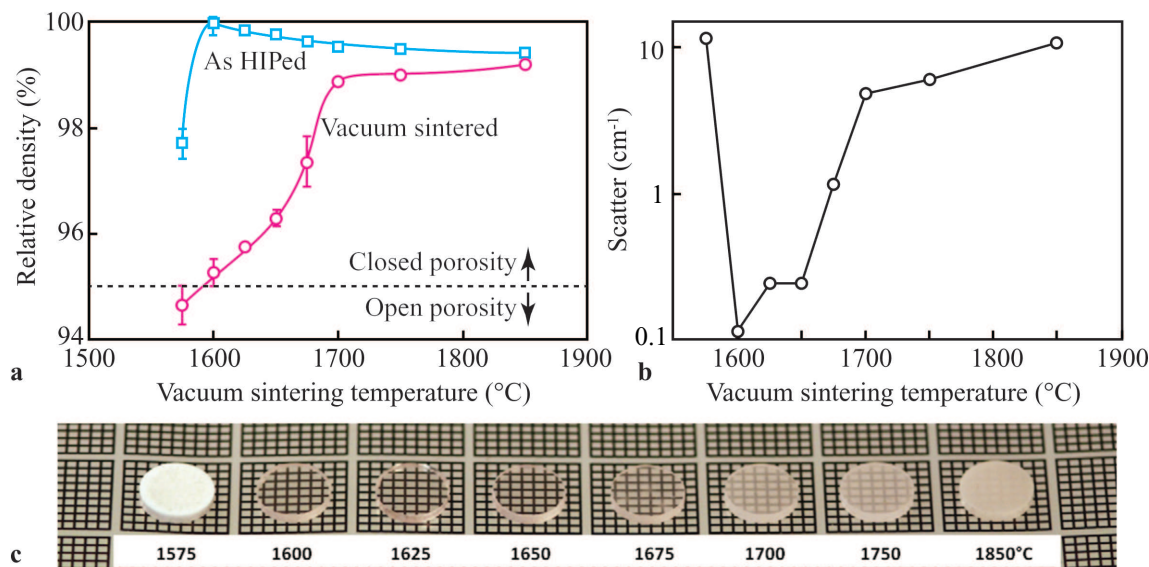 100
98
96
94
1500
1600
1700
1800
1900
Relative density (%)
As HIPed
Vacuum sintered
Closed porosity
Open porosity
Vacuum sintering temperature (°C)
a
10
1
0.1
1600
1700
1800
1900
Scatter (cm⁻¹)
Vacuum sintering temperature (°C)
b
c
1575 1600 1625 1650 1675 1700 1750 1850°C